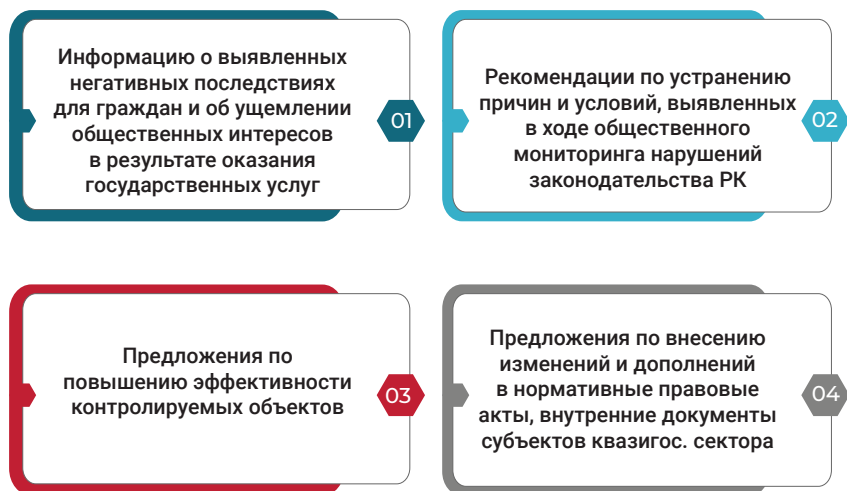 Информацию о выявленных
негативных последствиях
для граждан и об ущемлении
общественных интересов
в результате оказания
государственных услуг
01
Рекомендации по устранению
причин и условий, выявленных
в ходе общественного
мониторинга нарушений
законодательства РК
02
Предложения по
повышению эффективности
контролируемых объектов
03
Предложения по внесению
изменений и дополнений
в нормативные правовые
акты, внутренние документы
субъектов квазигос. сектора
04